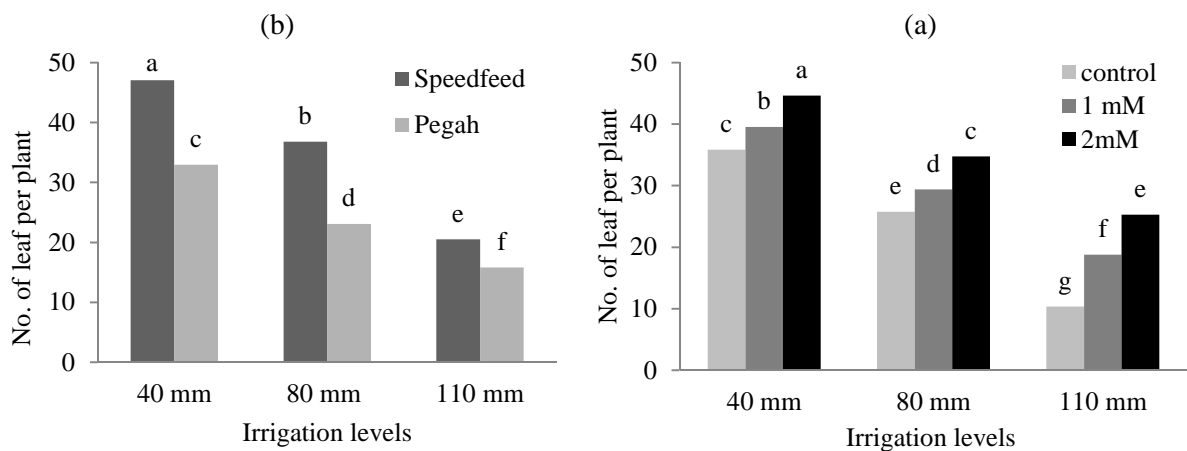 (b)
50
40
30
20
10
0
No. of leaf per plant
a
c
b
d
e
f
Speedfeed
Pegah
40 mm
80 mm
110 mm
Irrigation levels
(a)
50
40
30
20
10
0
No. of leaf per plant
c
b
a
e
d
c
g
f
e
control
1 mM
2mM
40 mm
80 mm
110 mm
Irrigation levels